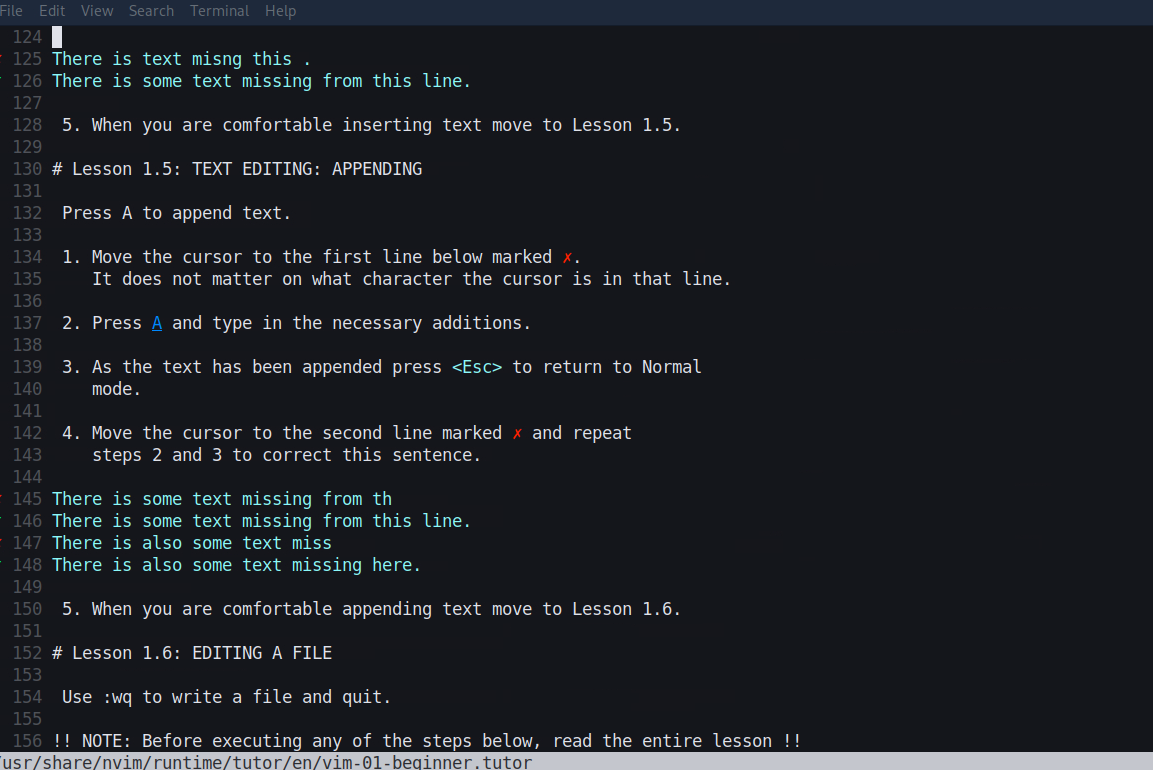 File Edit View Search Terminal Help
124
125 There is text misng this .
126 There is some text missing from this line.
127
128 5. When you are comfortable inserting text move to Lesson 1.5.
129
130 # Lesson 1.5: TEXT EDITING: APPENDING
131
132 Press A to append text.
133
134 1. Move the cursor to the first line below marked ✗.
135 It does not matter on what character the cursor is in that line.
136
137 2. Press A and type in the necessary additions.
138
139 3. As the text has been appended press <Esc> to return to Normal
140 mode.
141
142 4. Move the cursor to the second line marked ✗ and repeat
143 steps 2 and 3 to correct this sentence.
144
145 There is some text missing from th
146 There is some text missing from this line.
147 There is also some text miss
148 There is also some text missing here.
149
150 5. When you are comfortable appending text move to Lesson 1.6.
151
152 # Lesson 1.6: EDITING A FILE
153
154 Use :wq to write a file and quit.
155
156 !! NOTE: Before executing any of the steps below, read the entire lesson !!
/usr/share/nvim/runtime/tutor/en/vim-01-beginner.tutor